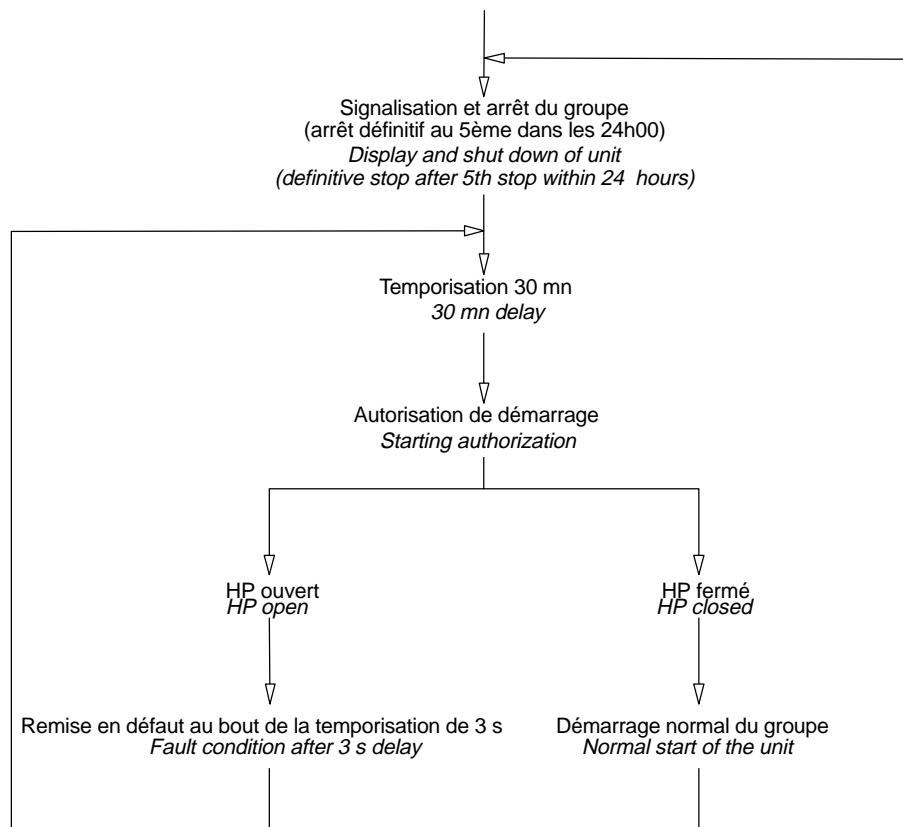 Signalisation et arrêt du groupe
(arrêt définitif au 5ème dans les 24h00)
Display and shut down of unit
(definitive stop after 5th stop within 24 hours)
Temporisation 30 mn
30 mn delay
Autorisation de démarrage
Starting authorization
HP ouvert
HP open
HP fermé
HP closed
Remise en défaut au bout de la temporisation de 3 s
Fault condition after 3 s delay
Démarrage normal du groupe
Normal start of the unit